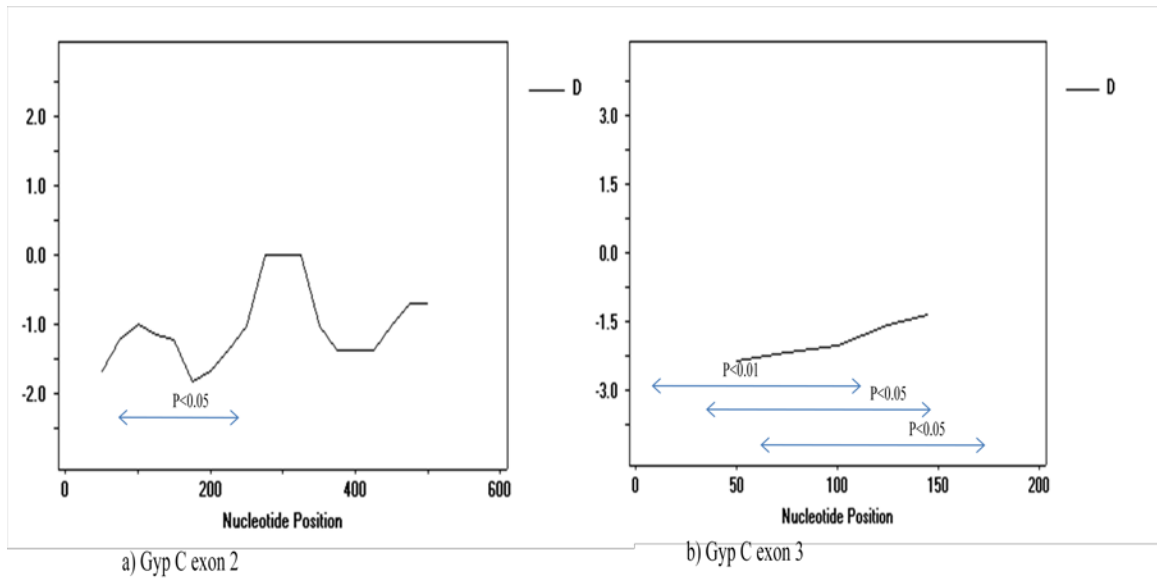 D
2.0
1.0
0.0
-1.0
-2.0
P<0.05
0 200 400 600
Nucleotide Position
a) Gyp C exon 2
D
3.0
1.5
0.0
-1.5
-3.0
P<0.01
P<0.05
P<0.05
0 50 100 150 200
Nucleotide Position
b) Gyp C exon 3